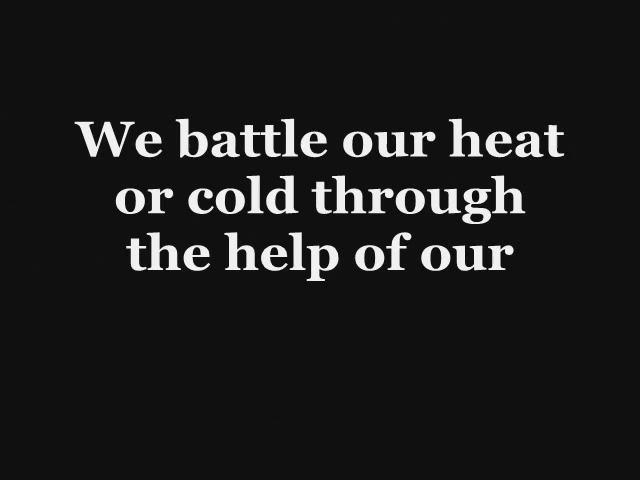 We battle our heat
or cold through
the help of our